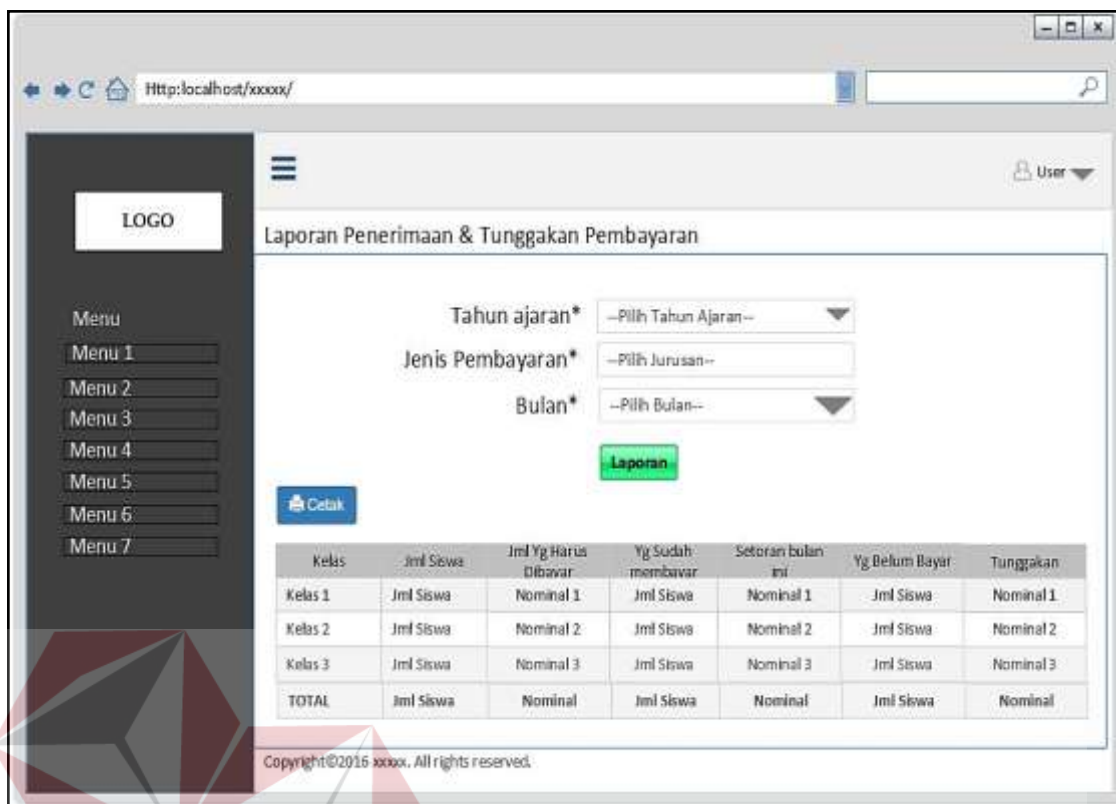 Http:localhost/xxxxx/
User
LOGO
Laporan Penerimaan & Tunggakan Pembayaran
Menu
Menu 1
Menu 2
Menu 3
Menu 4
Menu 5
Menu 6
Menu 7
Tahun ajaran* --Pilih Tahun Ajaran--
Jenis Pembayaran* --Pilih Jurusan--
Bulan* --Pilih Bulan--
Laporan
Cetak
Kelas Jml Siswa Jml Yg Harus Dibayar Yg Sudah membayar Setoran bulan ini Yg Belum Bayar Tunggakan
Kelas 1 Jml Siswa Nominal 1 Jml Siswa Nominal 1 Jml Siswa Nominal 1
Kelas 2 Jml Siswa Nominal 2 Jml Siswa Nominal 2 Jml Siswa Nominal 2
Kelas 3 Jml Siswa Nominal 3 Jml Siswa Nominal 3 Jml Siswa Nominal 3
TOTAL Jml Siswa Nominal Jml Siswa Nominal Jml Siswa Nominal
Copyright©2016 xxxxx. All rights reserved.